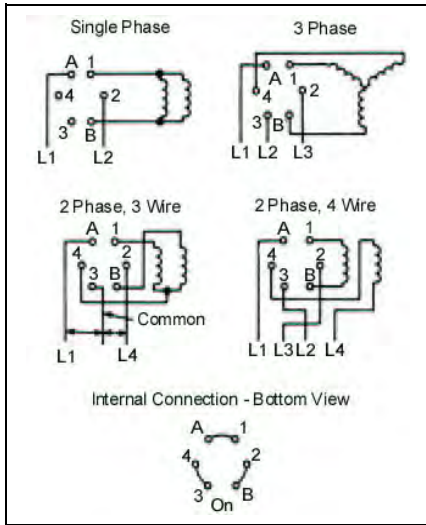 Single Phase
A 1
4 2
3 B
L1 L2
3 Phase
A 1
4 2
3 B
L1 L2 L3
2 Phase, 3 Wire
A 1
4 2
3 B
Common
L1 L4
2 Phase, 4 Wire
A 1
4 2
3 B
L1 L3 L2 L4
Internal Connection - Bottom View
A 1
4 2
3 B
On